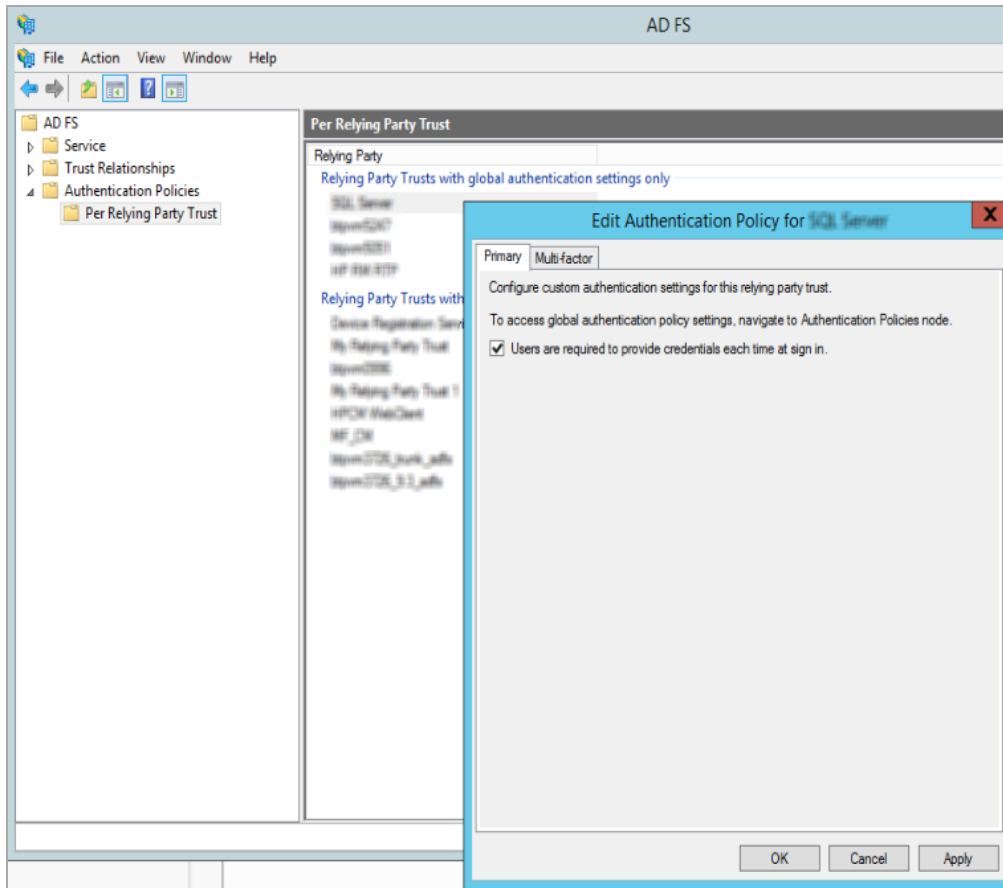 AD FS
File Action View Window Help
AD FS
Service
Trust Relationships
Authentication Policies
Per Relying Party Trust
Per Relying Party Trust
Relying Party
Relying Party Trusts with global authentication settings only
Relying Party Trusts with
Edit Authentication Policy for
Primary Multi-factor
Configure custom authentication settings for this relying party trust.
To access global authentication policy settings, navigate to Authentication Policies node.
Users are required to provide credentials each time at sign in.
OK Cancel Apply